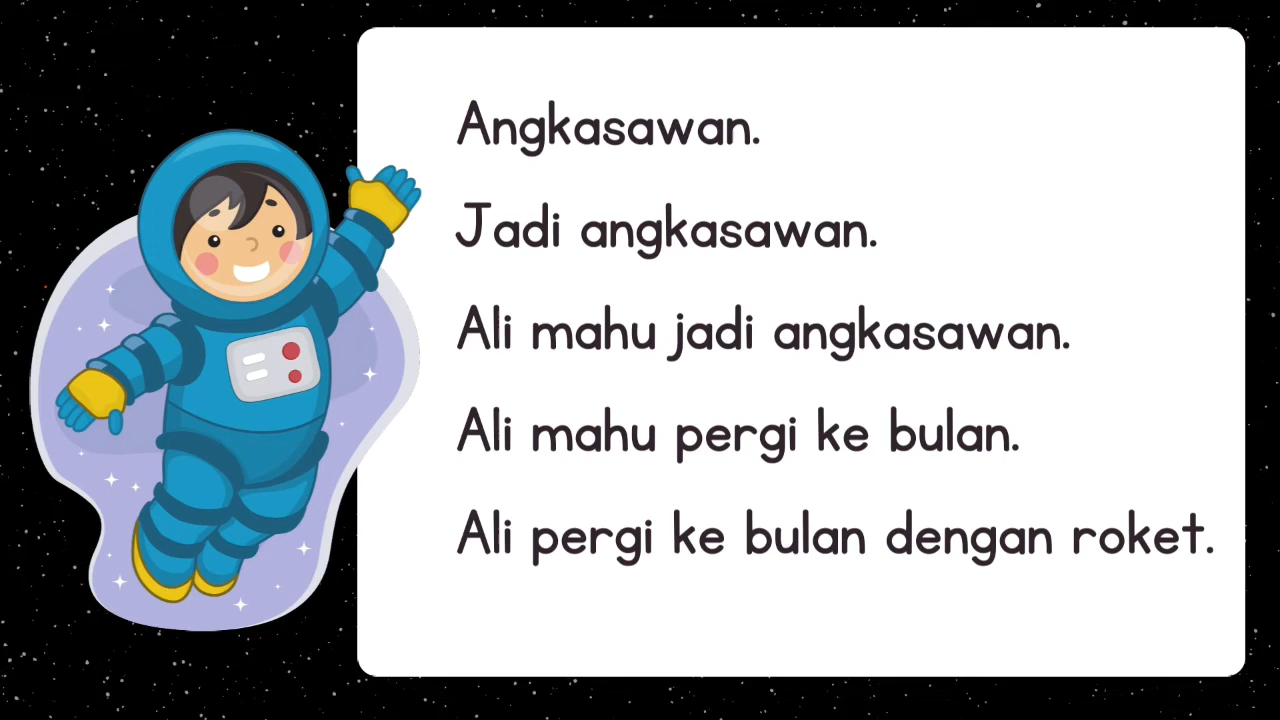 Angkasawan.
Jadi angkasawan.
Ali mahu jadi angkasawan.
Ali mahu pergi ke bulan.
Ali pergi ke bulan dengan roket.